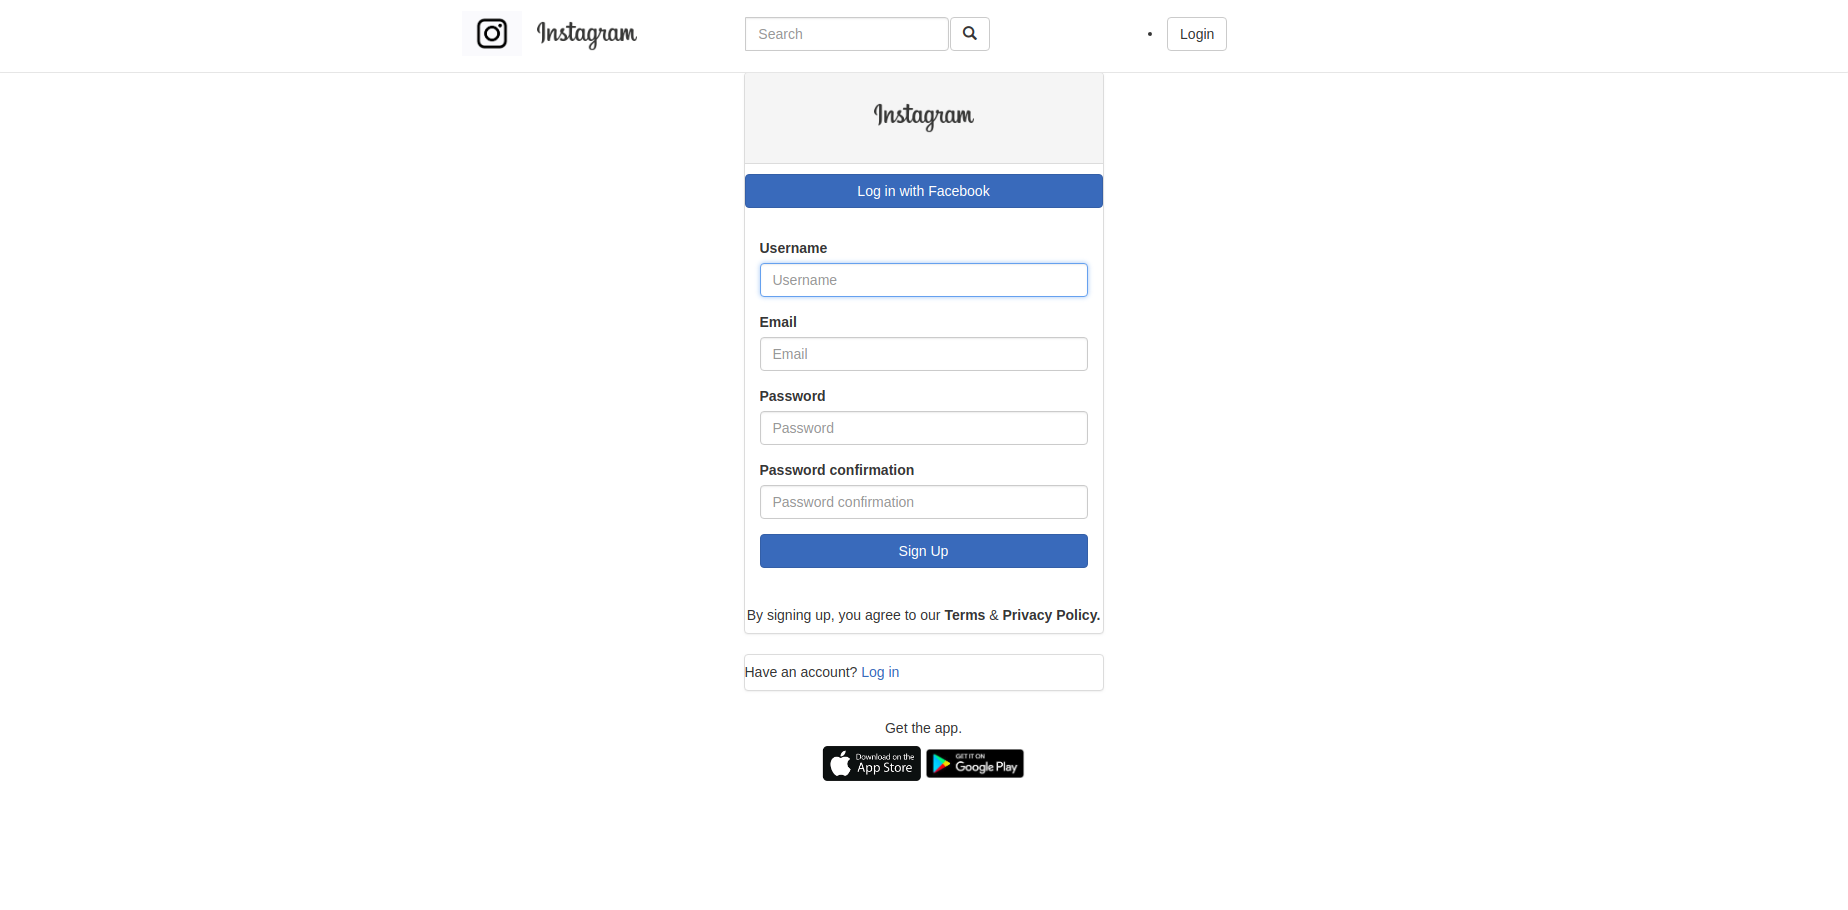 Instagram
Search
Login
Instagram
Log in with Facebook
Username
Username
Email
Email
Password
Password
Password confirmation
Password confirmation
Sign Up
By signing up, you agree to our Terms & Privacy Policy.
Have an account? Log in
Get the app.
Download on the
App Store
GET IT ON
Google Play